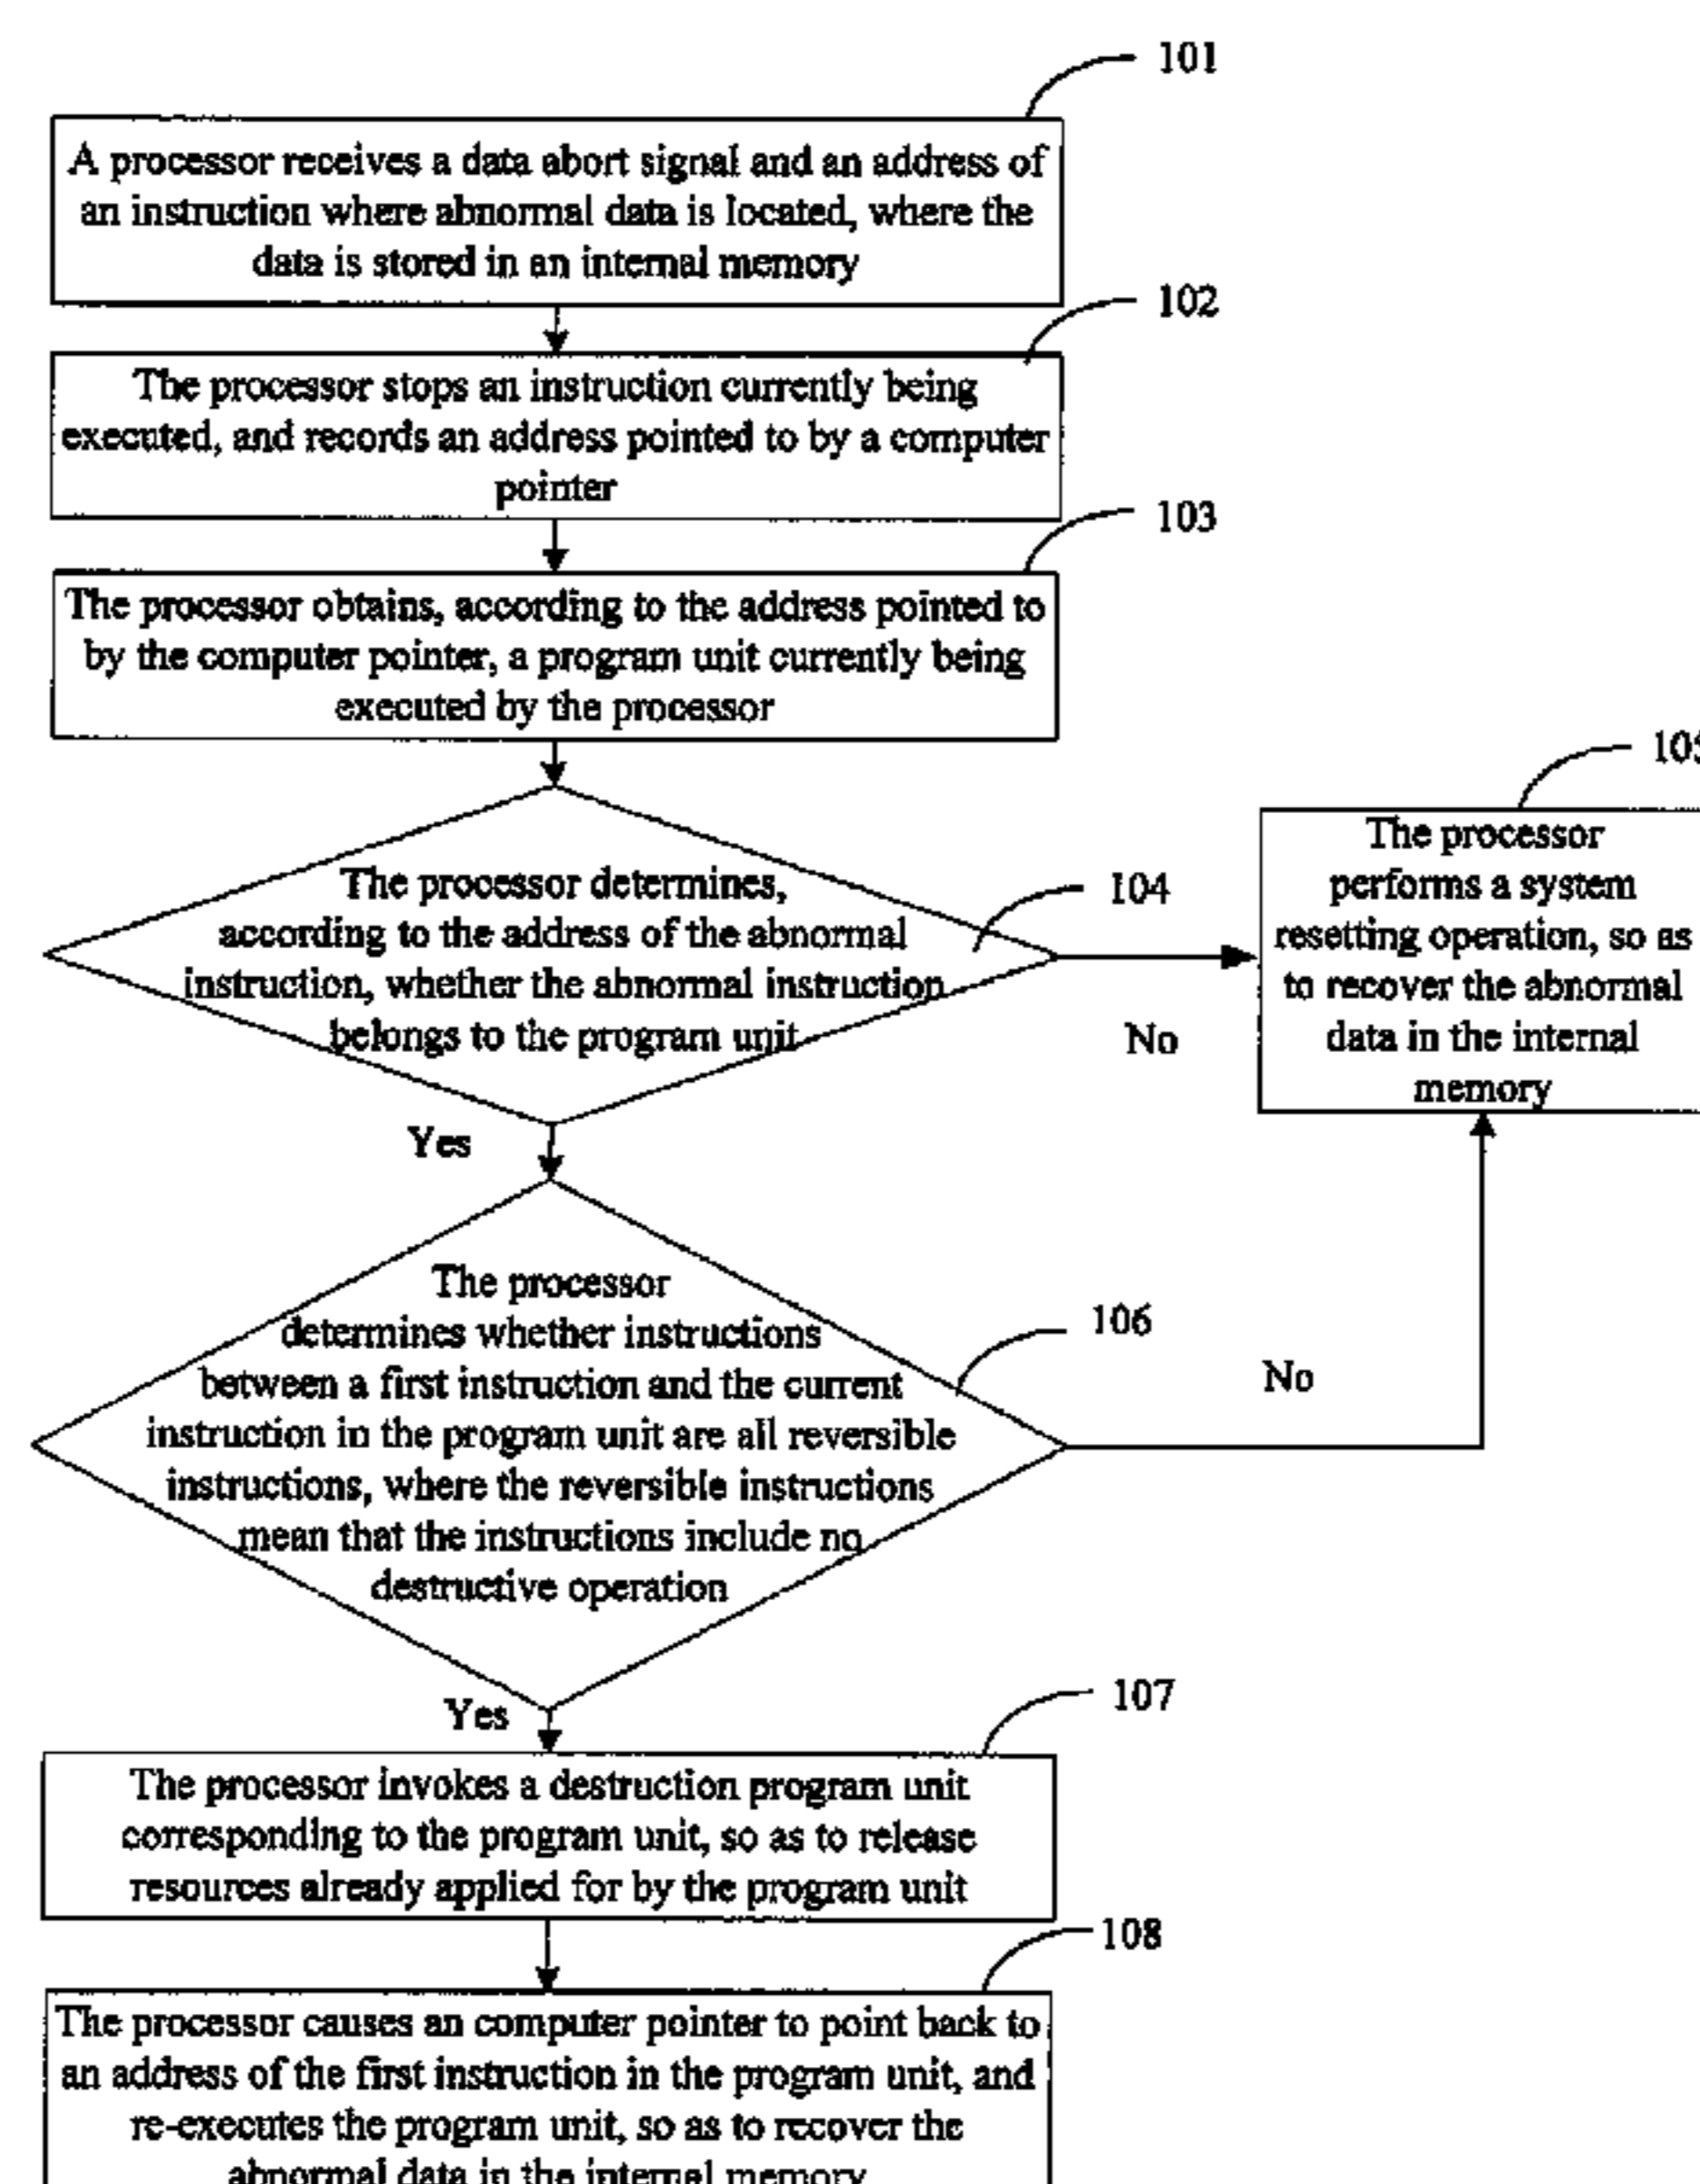 101
A processor receives a data abort signal and an address of
an instruction where abnormal data is located, where the
data is stored in an internal memory
102
The processor stops an instruction currently being
executed, and records an address pointed to by a computer
pointer
103
The processor obtains, according to the address pointed to
by the computer pointer, a program unit currently being
executed by the processor
The processor determines,
according to the address of the abnormal
instruction, whether the abnormal instruction
belongs to the program unit
104
No
Yes
105
The processor
performs a system
resetting operation, so as
to recover the abnormal
data in the internal
memory
The processor
determines whether instructions
between a first instruction and the current
instruction in the program unit are all reversible
instructions, where the reversible instructions
mean that the instructions include no
destructive operation
106
No
Yes
107
The processor invokes a destruction program unit
corresponding to the program unit, so as to release
resources already applied for by the program unit
108
The processor causes an computer pointer to point back to
an address of the first instruction in the program unit, and
re-executes the program unit, so as to recover the
abnormal data in the internal memory